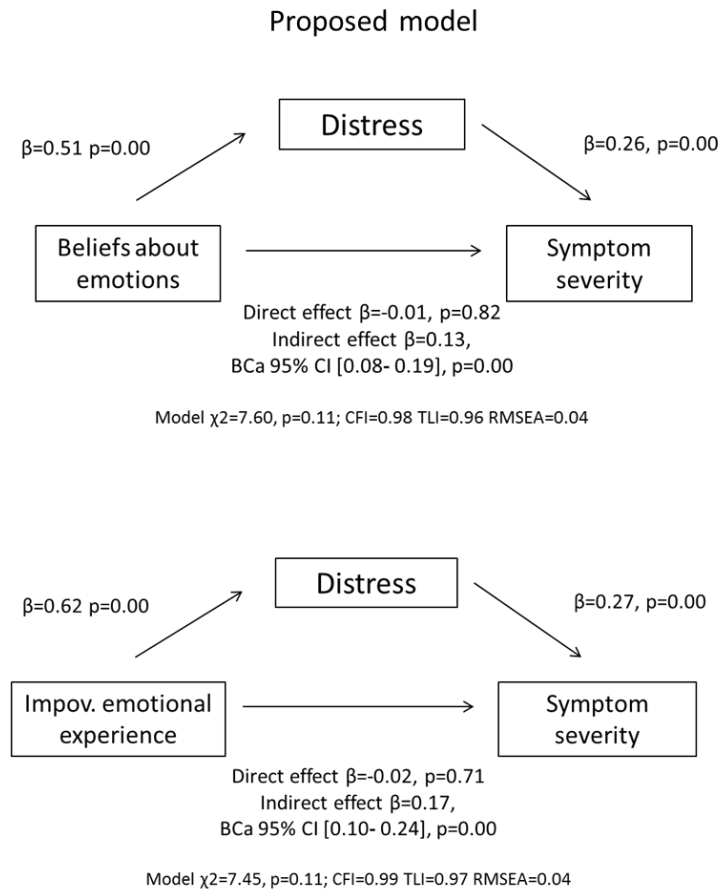 Proposed model
Distress
β=0.51 p=0.00
β=0.26, p=0.00
Beliefs about
emotions
Symptom
severity
Direct effect β=-0.01, p=0.82
Indirect effect β=0.13,
BCa 95% CI [0.08- 0.19], p=0.00
Model χ2=7.60, p=0.11; CFI=0.98 TLI=0.96 RMSEA=0.04
Distress
β=0.62 p=0.00
β=0.27, p=0.00
Impov. emotional
experience
Symptom
severity
Direct effect β=-0.02, p=0.71
Indirect effect β=0.17,
BCa 95% CI [0.10- 0.24], p=0.00
Model χ2=7.45, p=0.11; CFI=0.99 TLI=0.97 RMSEA=0.04